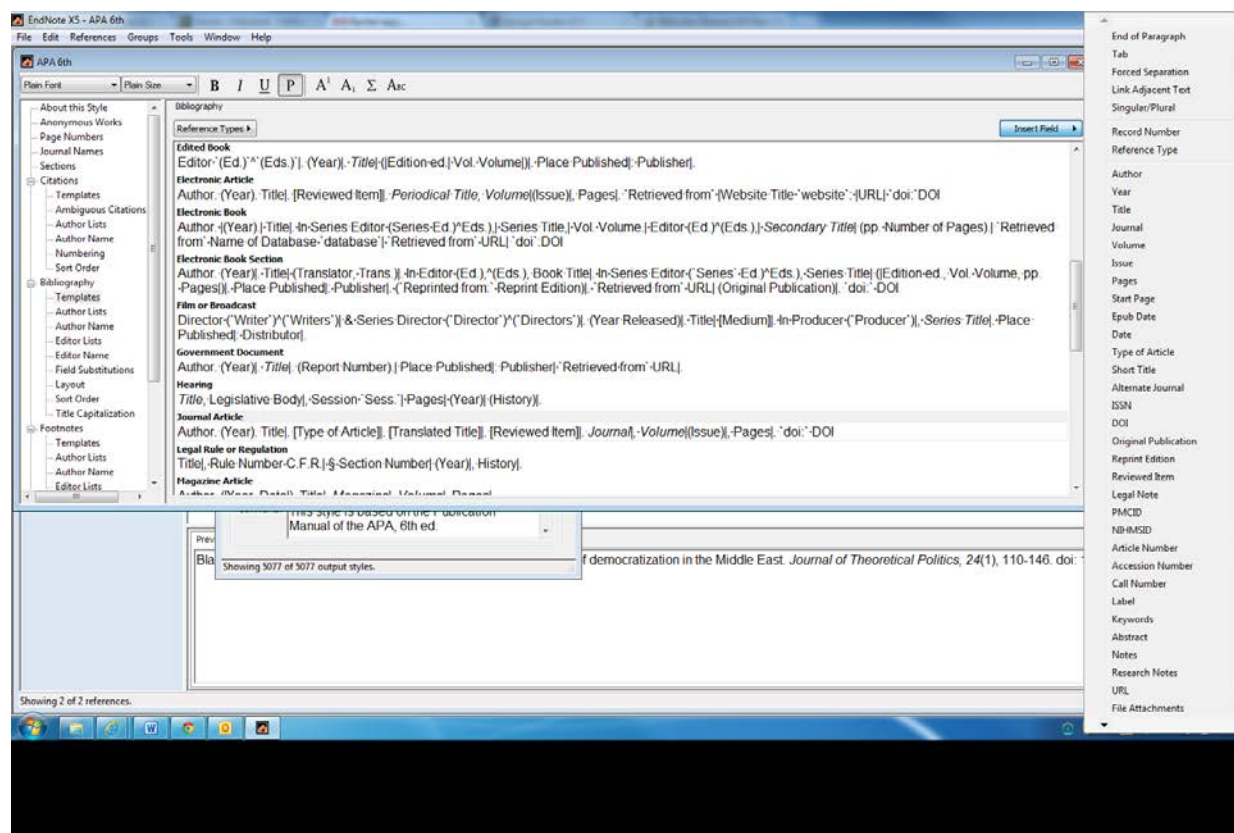 EndNote X5 - APA 6th
File Edit References Groups Tools Window Help
APA 6th
Plain Font Plain Size B I U P A¹ A₁ Σ Abc
About this Style
Anonymous Works
Page Numbers
Journal Names
Sections
Citations
Templates
Ambiguous Citations
Author Lists
Author Name
Numbering
Sort Order
Bibliography
Templates
Author Lists
Author Name
Editor Lists
Editor Name
Field Substitutions
Layout
Sort Order
Title Capitalization
Footnotes
Templates
Author Lists
Author Name
Editor Lists
Bibliography
Reference Types
Insert Field
Edited Book
Editor·`(Ed.)`^`(Eds.)`|. (Year)|.·Title|·(|Edition·ed.|·Vol.·Volume|)|.·Place·Published|:·Publisher|.
Electronic Article
Author.·(Year).·Title|.·[Reviewed Item]|.·Periodical·Title,·Volume|(Issue)|,·Pages|.·`Retrieved from`·|Website Title·`website`:·|URL|·`doi:`DOI
Electronic Book
Author.·|(Year).|·Title|.·In·Series Editor·(Series·Ed.)^Eds.),|·Series Title,|·Vol.·Volume.|·Editor·(Ed.)^(Eds.),|·Secondary Title| (pp.·Number of Pages).|·`Retrieved
from`·Name of Database·`database`|·`Retrieved from`·URL| `doi`:DOI
Electronic Book Section
Author.·(Year)|.·Title|·(Translator,·Trans.)|.·In·Editor·(Ed.),^(Eds.), Book·Title|.·In·Series·Editor·(`Series`·Ed.)^Eds.),·Series·Title|·(|Edition·ed., Vol.·Volume,·pp.
·Pages|)|.·Place·Published|:·Publisher|.·(`Reprinted from:`·Reprint Edition)|.·`Retrieved from`·URL| (Original Publication)|. `doi:`·DOI
Film or Broadcast
Director·("Writer")^("Writers")|·&·Series·Director·("Director")^("Directors")|. (Year·Released)|.·Title|·[Medium]|.·In·Producer·("Producer")|,·Series·Title|.·Place·
Published|:·Distributor|.
Government Document
Author.·(Year)|.·Title|.·(Report·Number).|·Place·Published|:·Publisher|·`Retrieved·from`·URL|.
Hearing
Title,·Legislative·Body|,·Session·`Sess.`|·Pages|·(Year)|·(History)|.
Journal Article
Author.·(Year).·Title|.·[Type of Article]|.·[Translated Title]|.·[Reviewed Item]|.·Journal|,·Volume|(Issue)|,·Pages|.·`doi:`·DOI
Legal Rule or Regulation
Title|,·Rule·Number·C.F.R.|·§·Section·Number|·(Year)|,·History|.
Magazine Article
Author.·(Year, Date|).·Title|.·Magazine|,·Volume|,·Pages|.
This style is based on the Publication
Manual of the APA, 6th ed.
Showing 5077 of 5077 output styles.
Prev
Bla
f democratization in the Middle East. Journal of Theoretical Politics, 24(1), 110-146. doi:
Showing 2 of 2 references.
End of Paragraph
Tab
Forced Separation
Link Adjacent Text
Singular/Plural
Record Number
Reference Type
Author
Year
Title
Journal
Volume
Issue
Pages
Start Page
Epub Date
Date
Type of Article
Short Title
Alternate Journal
ISSN
DOI
Original Publication
Reprint Edition
Reviewed Item
Legal Note
PMCID
NIHMSID
Article Number
Accession Number
Call Number
Label
Keywords
Abstract
Notes
Research Notes
URL
File Attachments